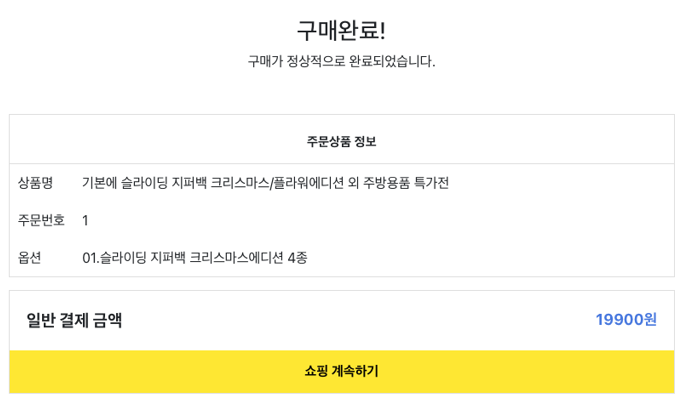 구매완료!
구매가 정상적으로 완료되었습니다.
주문상품 정보
상품명 기본에 슬라이딩 지퍼백 크리스마스/플라워에디션 외 주방용품 특가전
주문번호 1
옵션 01.슬라이딩 지퍼백 크리스마스에디션 4종
일반 결제 금액 19900원
쇼핑 계속하기